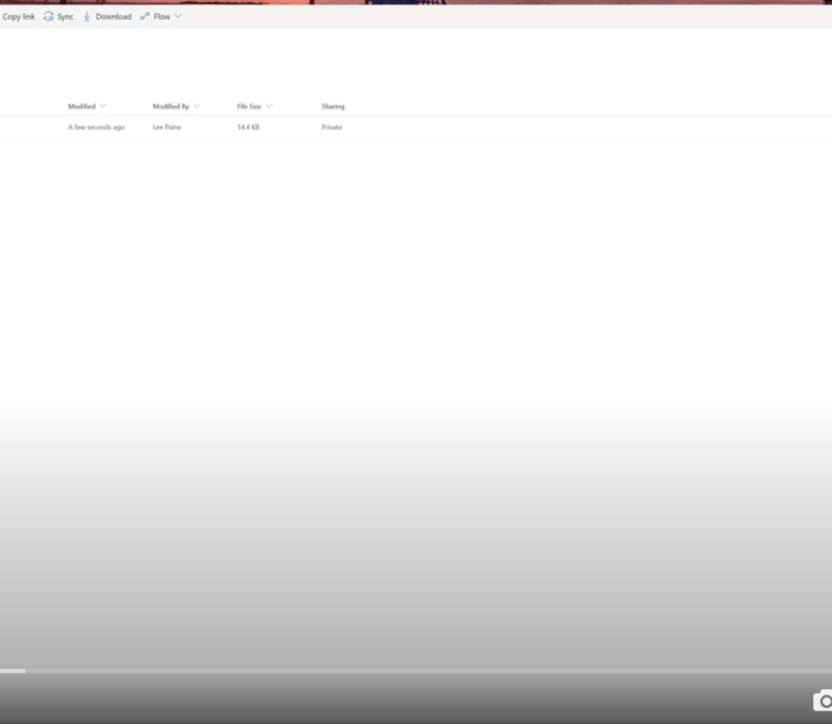 Copy link Sync Download Flow
Modified Modified By File Size Sharing
A few seconds ago Lee Paine 14.4 KB Private